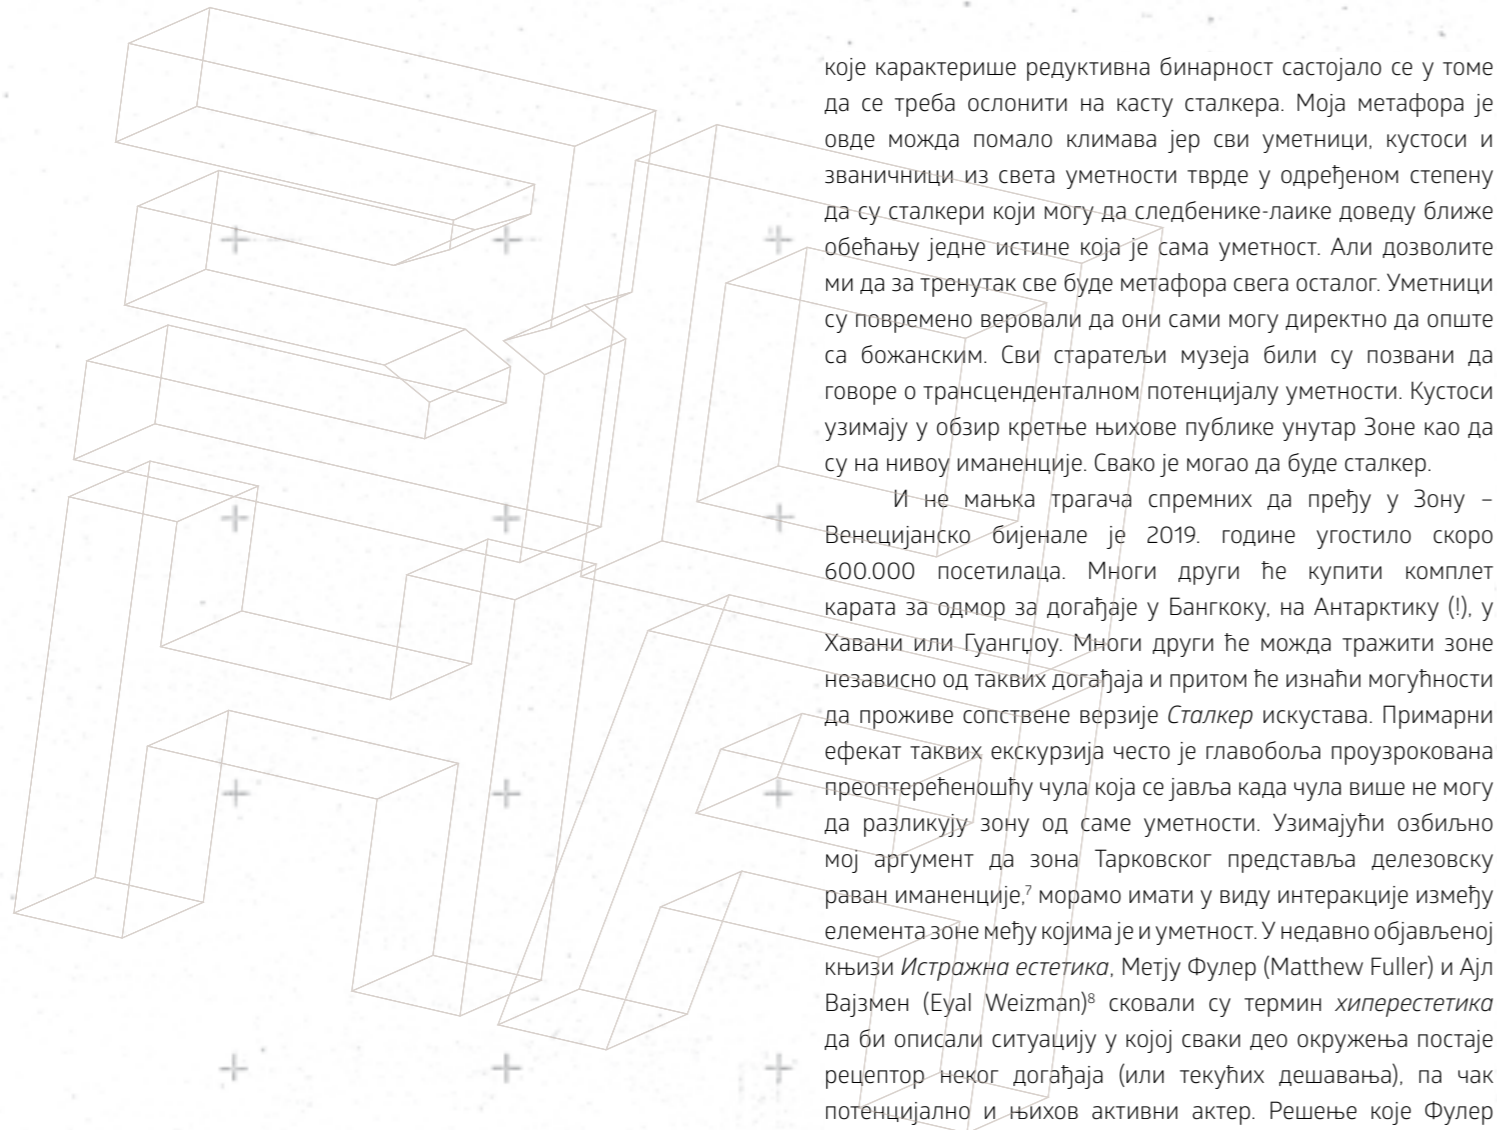 које карактерише редуктивна бинарност састојало се у томе
да се треба ослонити на касту сталкера. Моја метафора је
овде можда помало климава јер сви уметници, кустоси и
званичници из света уметности тврде у одређеном степену
да су сталкери који могу да следбенике-лаике доведу ближе
обећању једне истине која је сама уметност. Али дозволите
ми да за тренутак све буде метафора свега осталог. Уметници
су повремено веровали да они сами могу директно да опште
са божанским. Сви старатељи музеја били су позвани да
говоре о трансценденталном потенцијалу уметности. Кустоси
узимају у обзир кретње њихове публике унутар Зоне као да
су на нивоу иманенције. Свако је могао да буде сталкер.
И не мањка трагача спремних да пређу у Зону –
Венецијанско бијенале је 2019. године угостило скоро
600.000 посетилаца. Многи други ће купити комплет
карата за одмор за догађаје у Бангкоку, на Антарктику (!), у
Хавани или Гуангџоу. Многи други ће можда тражити зоне
независно од таквих догађаја и притом ће изнаћи могућности
да проживе сопствене верзије Сталкер искустава. Примарни
ефекат таквих екскурзија често је главобоља проузрокована
преоптерећеношћу чула која се јавља када чула више не могу
да разликују зону од саме уметности. Узимајући озбиљно
мој аргумент да зона Тарковског представља делезовску
раван иманенције,⁷ морамо имати у виду интеракције између
елемента зоне међу којима је и уметност. У недавно објављеној
књизи Истражна естетика, Метју Фулер (Matthew Fuller) и Ајл
Вајзмен (Eyal Weizman)⁸ сковали су термин хиперестетика
да би описали ситуацију у којој сваки део окружења постаје
рецептор неког догађаја (или текућих дешавања), па чак
потенцијално и њихов активни актер. Решење које Фулер